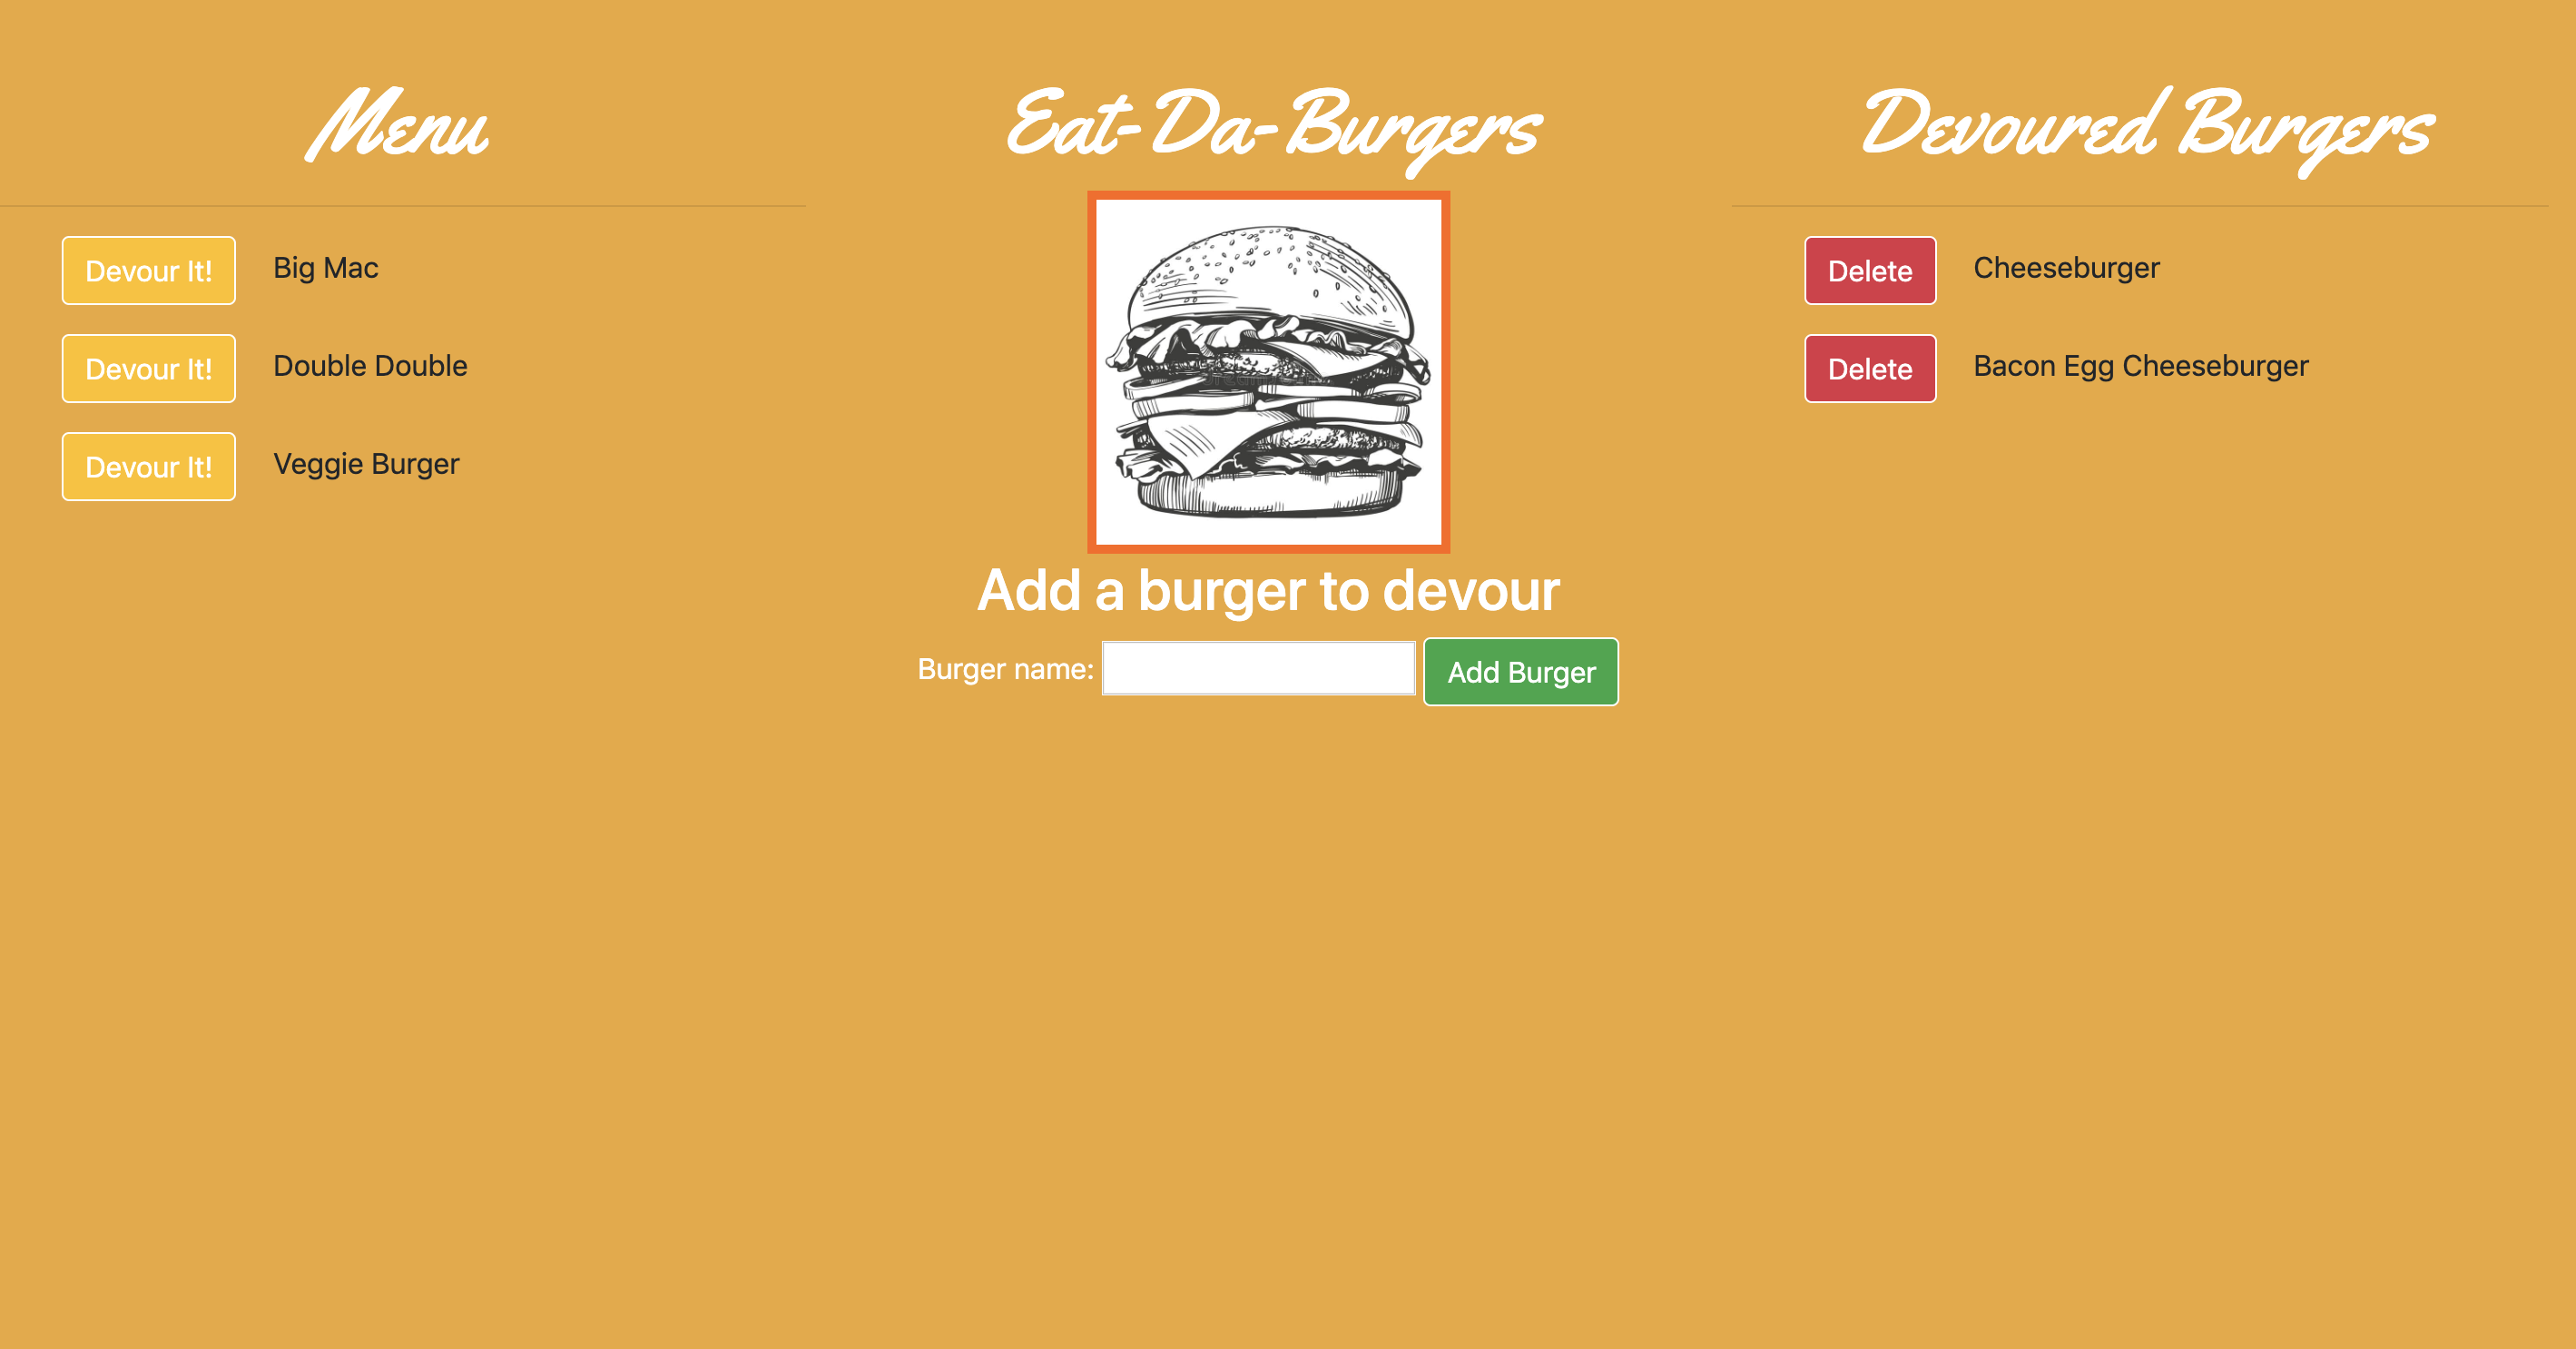 Menu
Devour It! Big Mac
Devour It! Double Double
Devour It! Veggie Burger
Eat-Da-Burgers
Add a burger to devour
Burger name: Add Burger
Devoured Burgers
Delete Cheeseburger
Delete Bacon Egg Cheeseburger